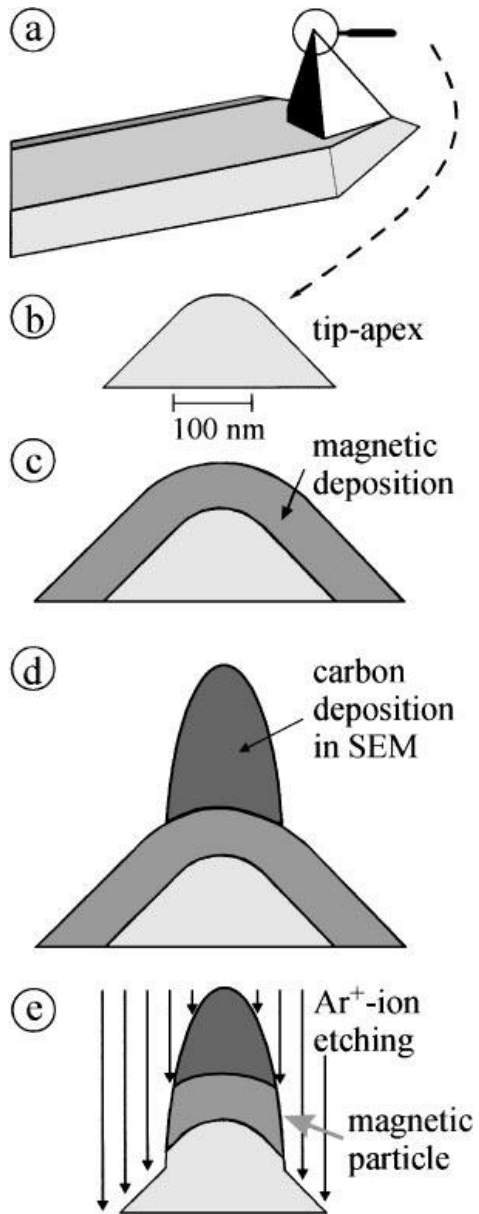 a
b
tip-apex
100 nm
c
magnetic
deposition
d
carbon
deposition
in SEM
e
Ar⁺-ion
etching
magnetic
particle